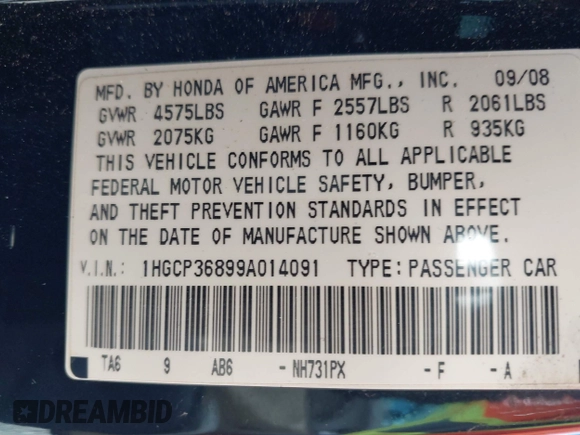 MFD. BY HONDA OF AMERICA MFG., INC. 09/08
GVWR 4575LBS GAWR F 2557LBS R 2061LBS
GVWR 2075KG GAWR F 1160KG R 935KG
THIS VEHICLE CONFORMS TO ALL APPLICABLE
FEDERAL MOTOR VEHICLE SAFETY, BUMPER,
AND THEFT PREVENTION STANDARDS IN EFFECT
ON THE DATE OF MANUFACTURE SHOWN ABOVE.
V.I.N.: 1HGCP36899A014091 TYPE: PASSENGER CAR
TA6 9 AB6 - NH731PX - F - A
DREAMBID